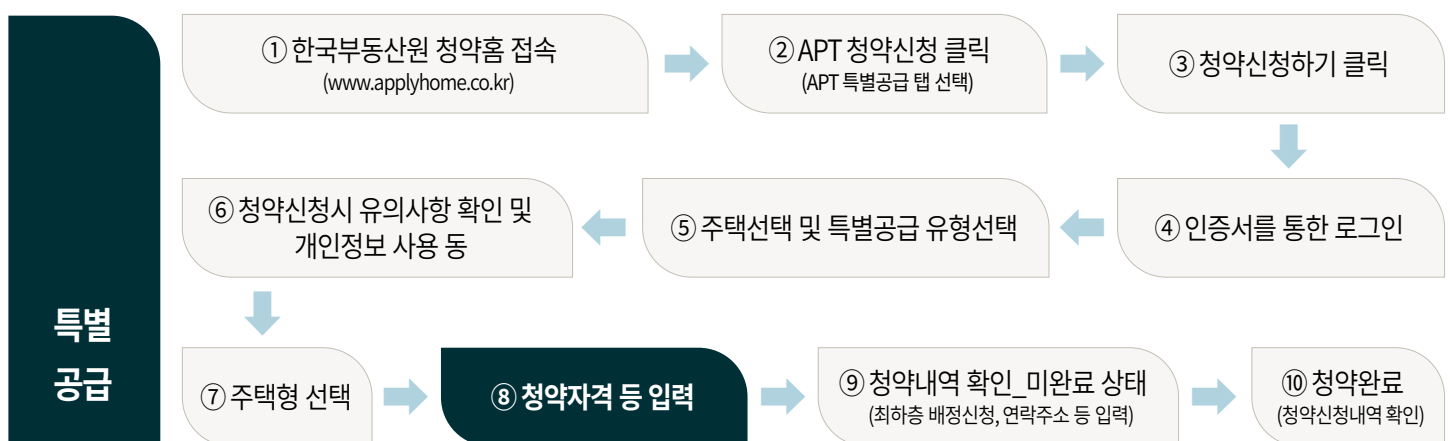 특별
공급
① 한국부동산원 청약홈 접속
(www.applyhome.co.kr)
② APT 청약신청 클릭
(APT 특별공급 탭 선택)
③ 청약신청하기 클릭
④ 인증서를 통한 로그인
⑤ 주택선택 및 특별공급 유형선택
⑥ 청약신청시 유의사항 확인 및
개인정보 사용 동
⑦ 주택형 선택
⑧ 청약자격 등 입력
⑨ 청약내역 확인_미완료 상태
(최하층 배정신청, 연락주소 등 입력)
⑩ 청약완료
(청약신청내역 확인)